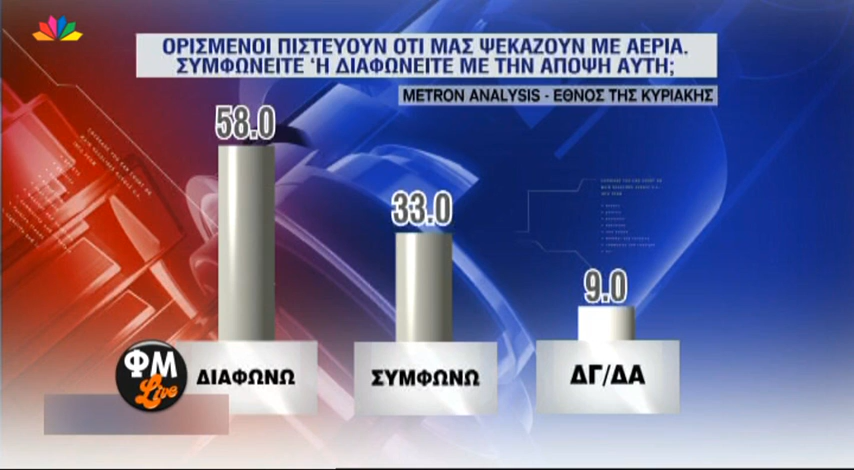 ΟΡΙΣΜΕΝΟΙ ΠΙΣΤΕΥΟΥΝ ΟΤΙ ΜΑΣ ΨΕΚΑΖΟΥΝ ΜΕ ΑΕΡΙΑ.
ΣΥΜΦΩΝΕΙΤΕ ‘Η ΔΙΑΦΩΝΕΙΤΕ ΜΕ ΤΗΝ ΑΠΟΨΗ ΑΥΤΗ;
METRON ANALYSIS - ΕΘΝΟΣ ΤΗΣ ΚΥΡΙΑΚΗΣ
58.0
33.0
9.0
ΦΜ
Live
ΔΙΑΦΩΝΩ
ΣΥΜΦΩΝΩ
ΔΓ/ΔΑ